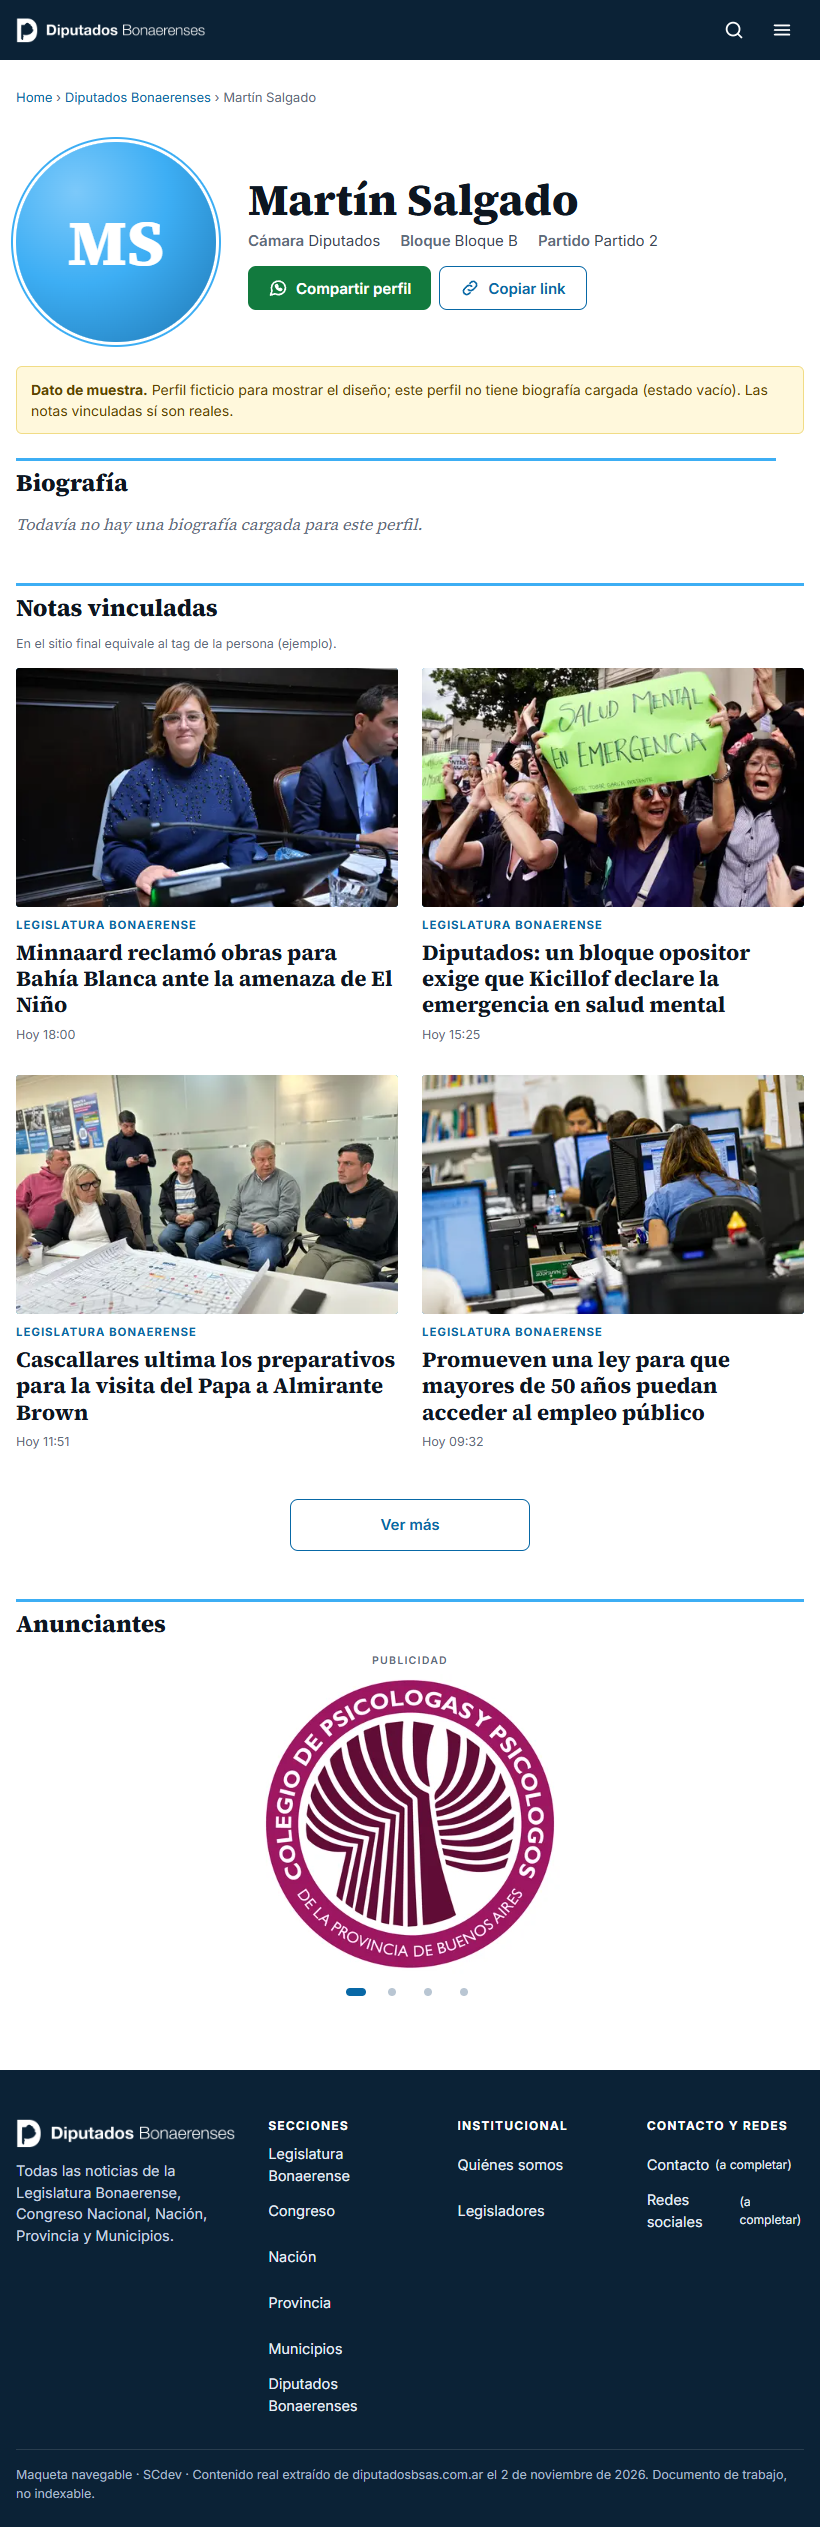 Diputados Bonaerenses
Home › Diputados Bonaerenses › Martín Salgado
MS
Martín Salgado
Cámara Diputados Bloque Bloque B Partido Partido 2
Compartir perfil
Copiar link
Dato de muestra. Perfil ficticio para mostrar el diseño; este perfil no tiene biografía cargada (estado vacío). Las
notas vinculadas sí son reales.
Biografía
Todavía no hay una biografía cargada para este perfil.
Notas vinculadas
En el sitio final equivale al tag de la persona (ejemplo).
SALUD MENTAL
EN EMERGENCIA
LEGISLATURA BONAERENSE
Minnaard reclamó obras para
Bahía Blanca ante la amenaza de El
Niño
Hoy 18:00
LEGISLATURA BONAERENSE
Diputados: un bloque opositor
exige que Kicillof declare la
emergencia en salud mental
Hoy 15:25
LEGISLATURA BONAERENSE
Cascallares ultima los preparativos
para la visita del Papa a Almirante
Brown
Hoy 11:51
LEGISLATURA BONAERENSE
Promueven una ley para que
mayores de 50 años puedan
acceder al empleo público
Hoy 09:32
Ver más
Anunciantes
PUBLICIDAD
COLEGIO DE PSICOLOGAS Y PSICOLOGOS
DE LA PROVINCIA DE BUENOS AIRES
Diputados Bonaerenses
Todas las noticias de la
Legislatura Bonaerense,
Congreso Nacional, Nación,
Provincia y Municipios.
SECCIONES
Legislatura
Bonaerense
Congreso
Nación
Provincia
Municipios
Diputados
Bonaerenses
INSTITUCIONAL
Quiénes somos
Legisladores
CONTACTO Y REDES
Contacto (a completar)
Redes
sociales
(a
completar)
Maqueta navegable · SCdev · Contenido real extraído de diputadosbsas.com.ar el 2 de noviembre de 2026. Documento de trabajo,
no indexable.